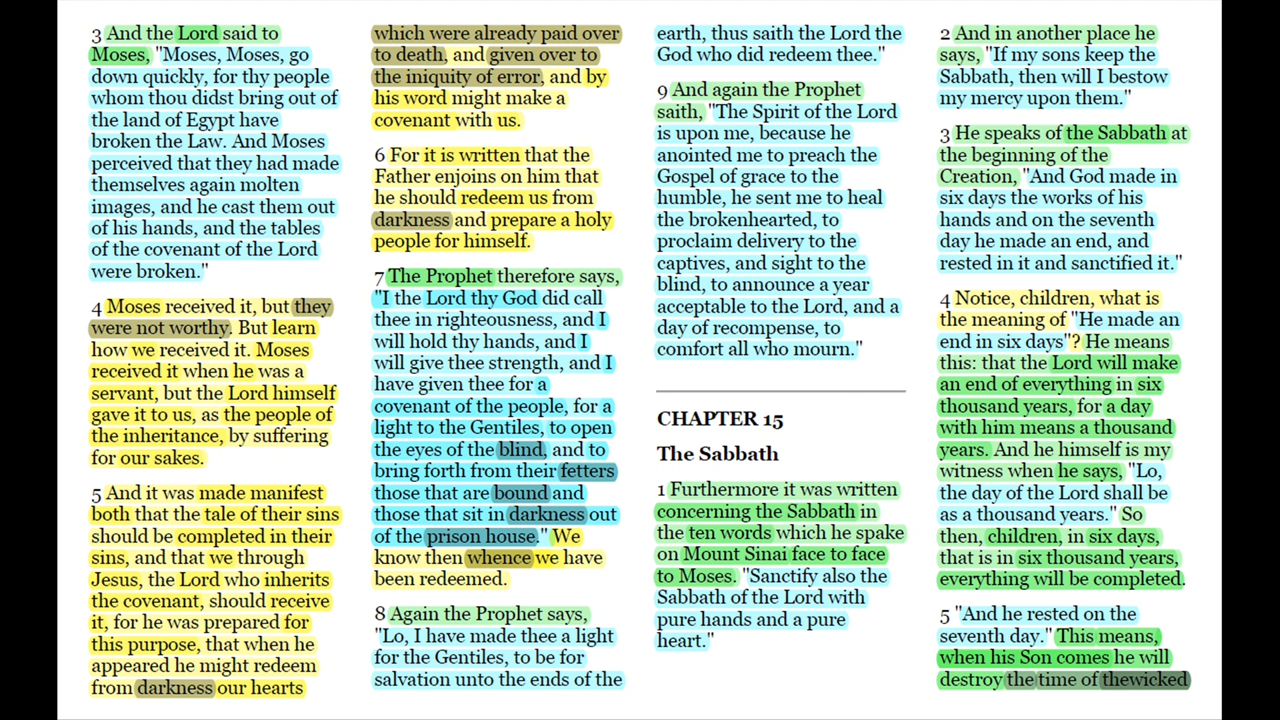 3 And the Lord said to
Moses, "Moses, Moses, go
down quickly, for thy people
whom thou didst bring out of
the land of Egypt have
broken the Law. And Moses
perceived that they had made
themselves again molten
images, and he cast them out
of his hands, and the tables
of the covenant of the Lord
were broken."
4 Moses received it, but they
were not worthy. But learn
how we received it. Moses
received it when he was a
servant, but the Lord himself
gave it to us, as the people of
the inheritance, by suffering
for our sakes.
5 And it was made manifest
both that the tale of their sins
should be completed in their
sins, and that we through
Jesus, the Lord who inherits
the covenant, should receive
it, for he was prepared for
this purpose, that when he
appeared he might redeem
from darkness our hearts
which were already paid over
to death, and given over to
the iniquity of error, and by
his word might make a
covenant with us.
6 For it is written that the
Father enjoins on him that
he should redeem us from
darkness and prepare a holy
people for himself.
7 The Prophet therefore says,
"I the Lord thy God did call
thee in righteousness, and I
will hold thy hands, and I
will give thee strength, and I
have given thee for a
covenant of the people, for a
light to the Gentiles, to open
the eyes of the blind, and to
bring forth from their fetters
those that are bound and
those that sit in darkness out
of the prison house." We
know then whence we have
been redeemed.
8 Again the Prophet says,
"Lo, I have made thee a light
for the Gentiles, to be for
salvation unto the ends of the
earth, thus saith the Lord the
God who did redeem thee."
9 And again the Prophet
saith, "The Spirit of the Lord
is upon me, because he
anointed me to preach the
Gospel of grace to the
humble, he sent me to heal
the brokenhearted, to
proclaim delivery to the
captives, and sight to the
blind, to announce a year
acceptable to the Lord, and a
day of recompense, to
comfort all who mourn."
CHAPTER 15
The Sabbath
1 Furthermore it was written
concerning the Sabbath in
the ten words which he spake
on Mount Sinai face to face
to Moses. "Sanctify also the
Sabbath of the Lord with
pure hands and a pure
heart."
2 And in another place he
says, "If my sons keep the
Sabbath, then will I bestow
my mercy upon them."
3 He speaks of the Sabbath at
the beginning of the
Creation, "And God made in
six days the works of his
hands and on the seventh
day he made an end, and
rested in it and sanctified it."
4 Notice, children, what is
the meaning of "He made an
end in six days"? He means
this: that the Lord will make
an end of everything in six
thousand years, for a day
with him means a thousand
years. And he himself is my
witness when he says, "Lo,
the day of the Lord shall be
as a thousand years." So
then, children, in six days,
that is in six thousand years,
everything will be completed.
5 "And he rested on the
seventh day." This means,
when his Son comes he will
destroy the time of thewicked